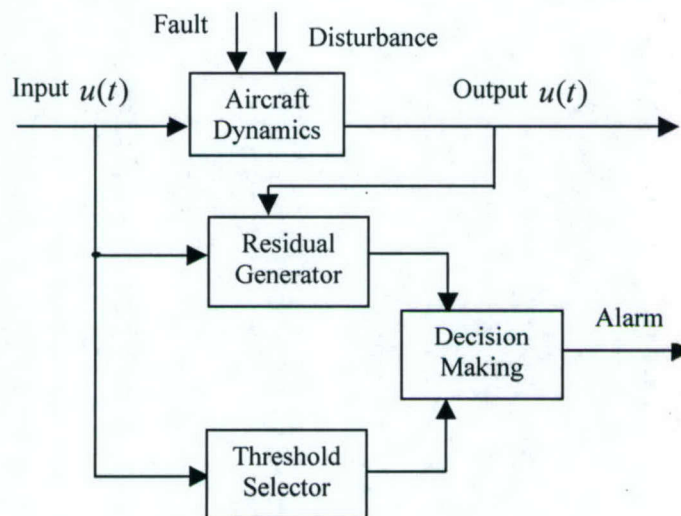 Fault
Disturbance
Input u(t)
Aircraft
Dynamics
Output u(t)
Residual
Generator
Decision
Making
Alarm
Threshold
Selector